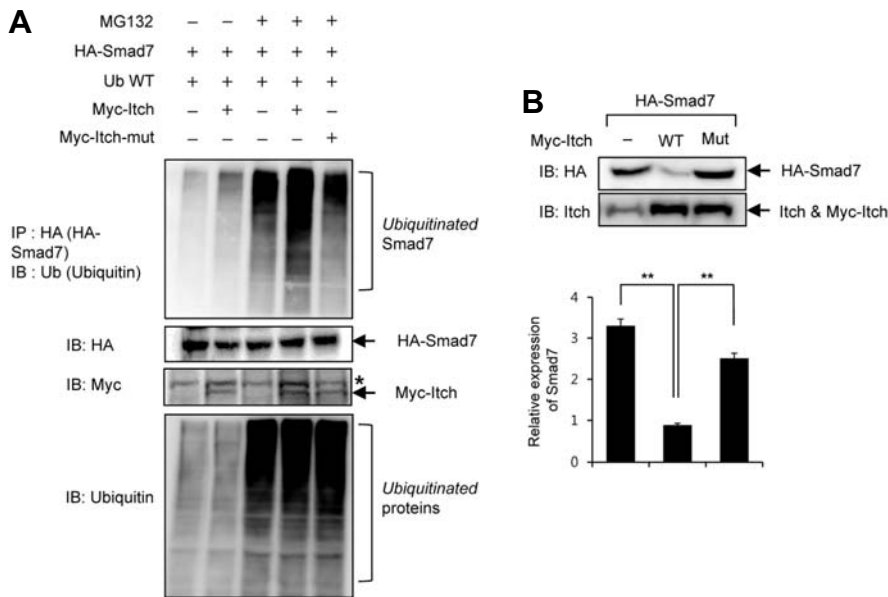 A
MG132 – – + + +
HA-Smad7 + + + + +
Ub WT + + + + +
Myc-Itch – + – + –
Myc-Itch-mut – – – – +
IP : HA (HA-
Smad7)
IB : Ub (Ubiquitin)
Ubiquitinated
Smad7
IB: HA
HA-Smad7
IB: Myc
*
Myc-Itch
IB: Ubiquitin
Ubiquitinated
proteins
B
HA-Smad7
Myc-Itch – WT Mut
IB: HA
HA-Smad7
IB: Itch
Itch & Myc-Itch
** **
Relative expression
of Smad7
4
3
2
1
0